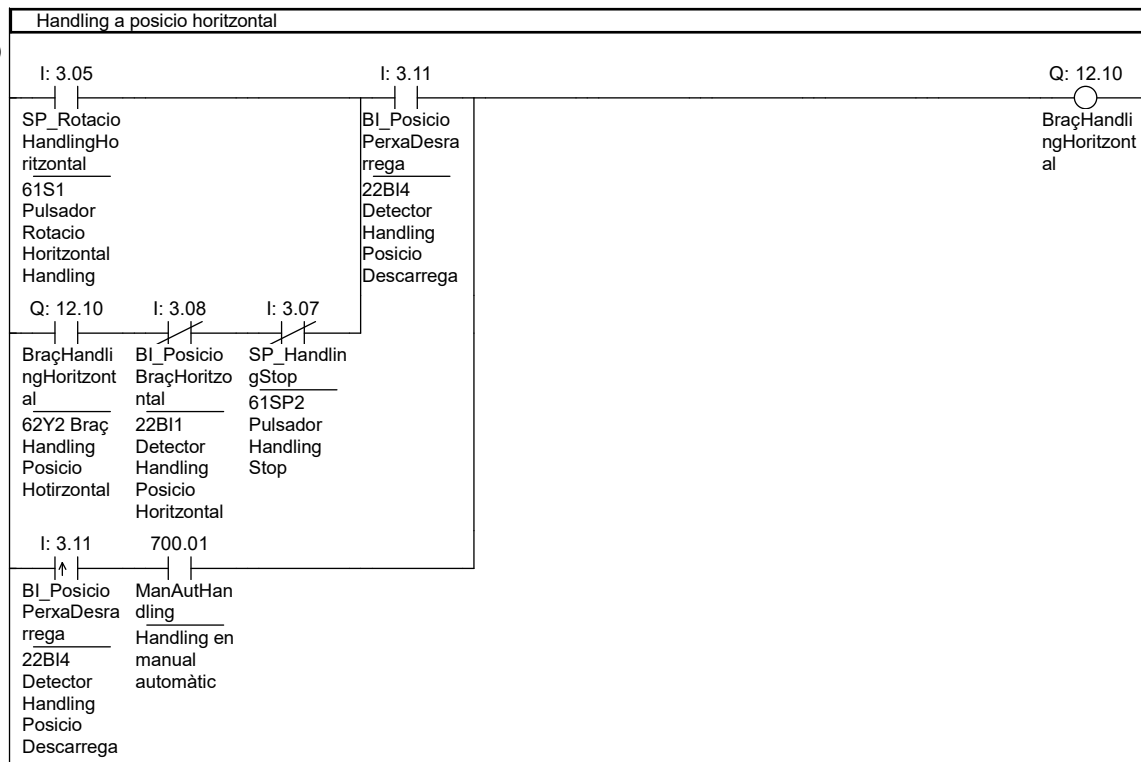 Handling a posicio horitzontal
I: 3.05
SP_Rotacio
HandlingHo
ritzontal
61S1
Pulsador
Rotacio
Horitzontal
Handling
I: 3.11
BI_Posicio
PerxaDesra
rrega
22BI4
Detector
Handling
Posicio
Descarrega
Q: 12.10
BraçHandli
ngHoritzont
al
Q: 12.10
BraçHandli
ngHoritzont
al
62Y2 Braç
Handling
Posicio
Hotirzontal
I: 3.08
BI_Posicio
BraçHoritzo
ntal
22BI1
Detector
Handling
Posicio
Horitzontal
I: 3.07
SP_Handlin
gStop
61SP2
Pulsador
Handling
Stop
I: 3.11
BI_Posicio
PerxaDesra
rrega
22BI4
Detector
Handling
Posicio
Descarrega
700.01
ManAutHan
dling
Handling en
manual
automàtic